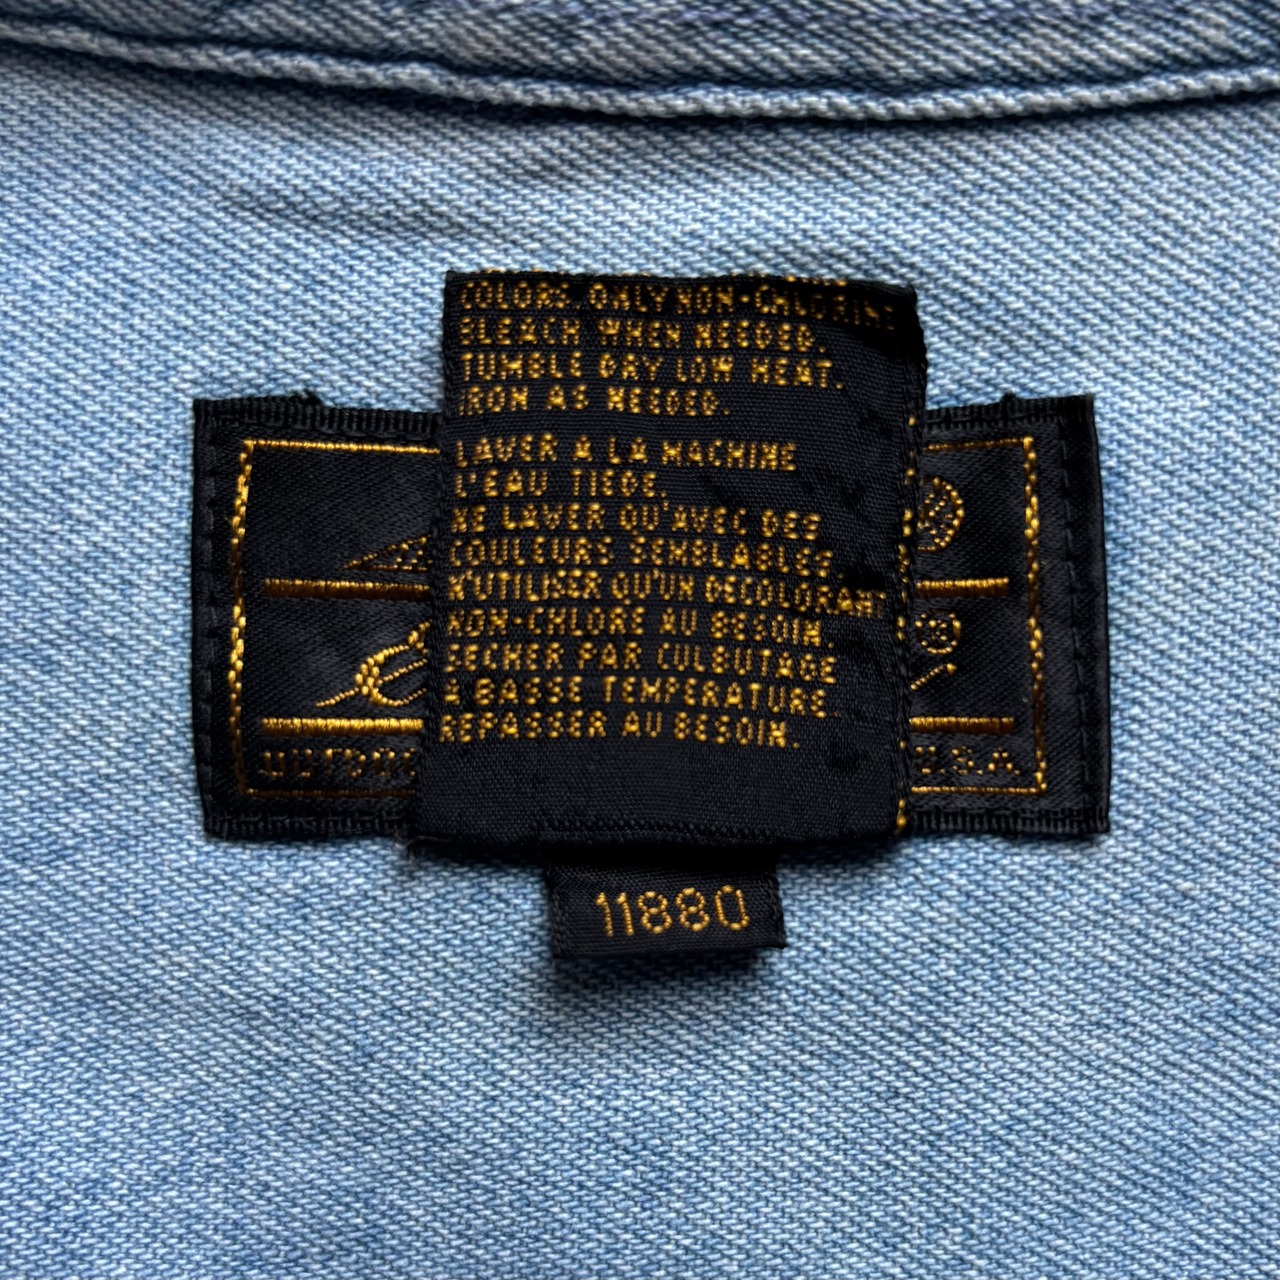 COLORS. ONLY NON-CHLORINE
BLEACH WHEN NEEDED.
TUMBLE DRY LOW HEAT.
IRON AS NEEDED.
LAVER A LA MACHINE
L'EAU TIEDE.
NE LAVER QU'AVEC DES
COULEURS SEMBLABLES.
N'UTILISER QU'UN DECOLORANT
NON-CHLORE AU BESOIN.
SECHER PAR CULBUTAGE
A BASSE TEMPERATURE.
REPASSER AU BESOIN.
U.S.A.
11880